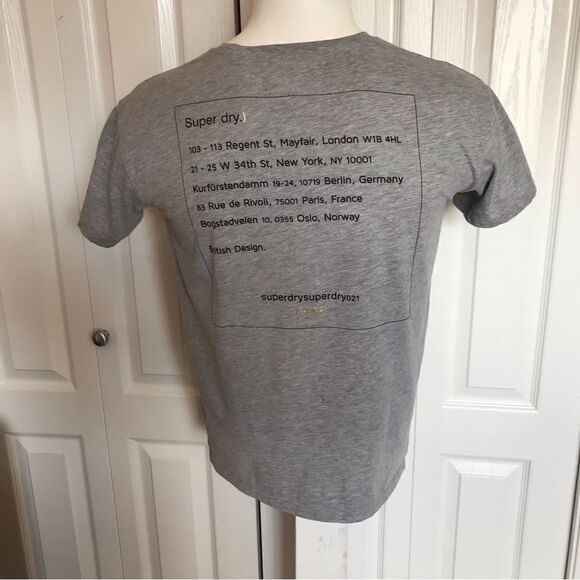 Super dry.)
103 - 113 Regent St, Mayfair, London W1B 4HL
21 - 25 W 34th St, New York, NY 10001
Kurfürstendamm 19-24, 10719 Berlin, Germany
83 Rue de Rivoli, 75001 Paris, France
Bogstadveien 10, 0355 Oslo, Norway
British Design.
superdrysuperdry021